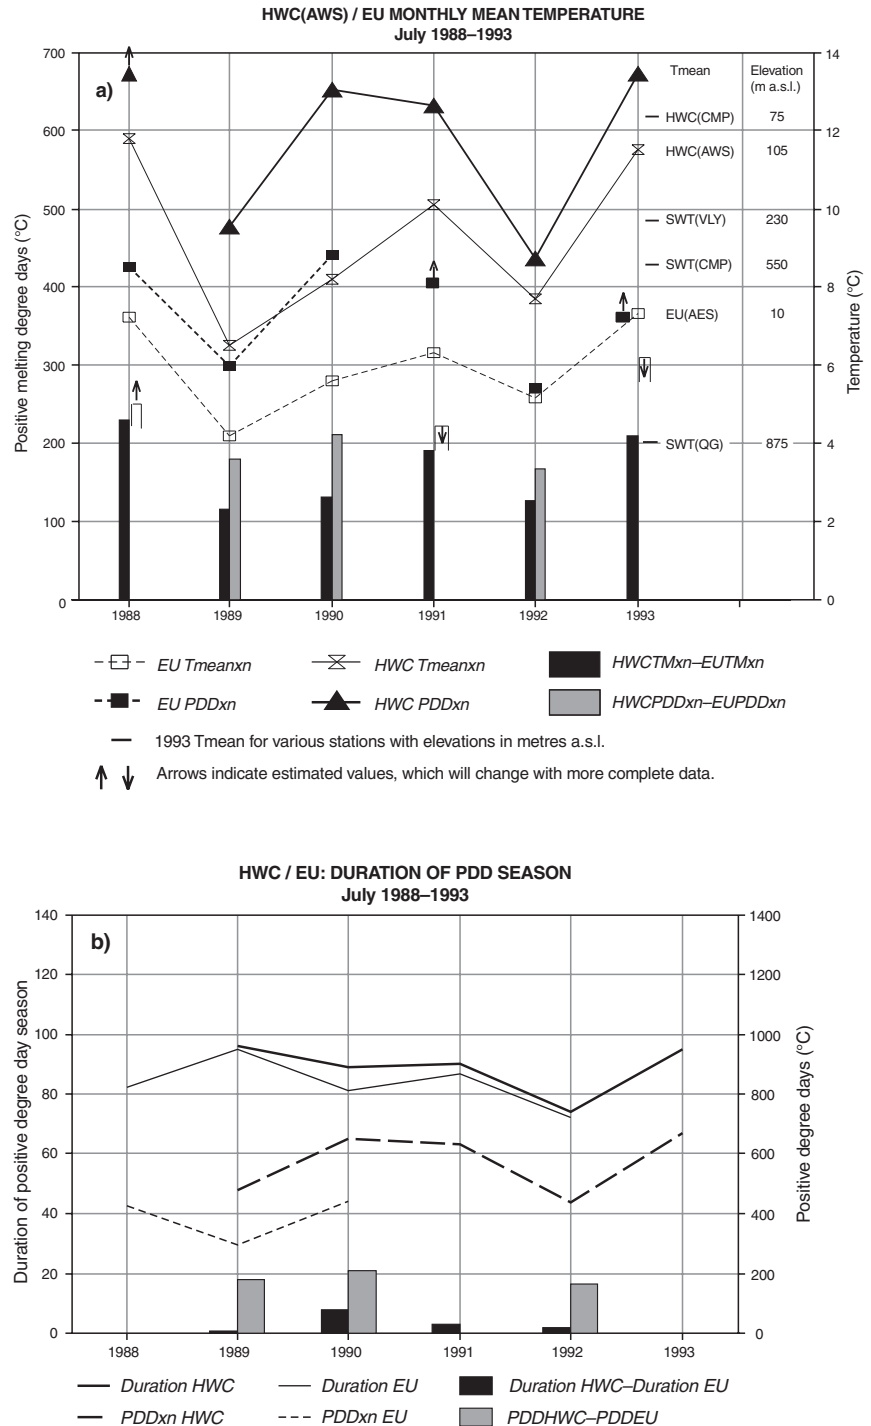 HWC(AWS) / EU MONTHLY MEAN TEMPERATURE
July 1988–1993
a)
Positive melting degree days (°C)
700
600
500
400
300
200
100
0
14
12
10
8
6
4
2
0
Temperature (°C)
Tmean Elevation
(m a.s.l.)
HWC(CMP) 75
HWC(AWS) 105
SWT(VLY) 230
SWT(CMP) 550
EU(AES) 10
SWT(QG) 875
1988 1989 1990 1991 1992 1993
EU Tmeanxn HWC Tmeanxn HWCTMxn–EUTMxn
EU PDDxn HWC PDDxn HWCPDDxn–EUPDDxn
1993 Tmean for various stations with elevations in metres a.s.l.
Arrows indicate estimated values, which will change with more complete data.
HWC / EU: DURATION OF PDD SEASON
July 1988–1993
b)
Duration of positive degree day season
140
120
100
80
60
40
20
0
1400
1200
1000
800
600
400
200
0
Positive degree days (°C)
1988 1989 1990 1991 1992 1993
Duration HWC Duration EU Duration HWC–Duration EU
PDDxn HWC PDDxn EU PDDHWC–PDDEU